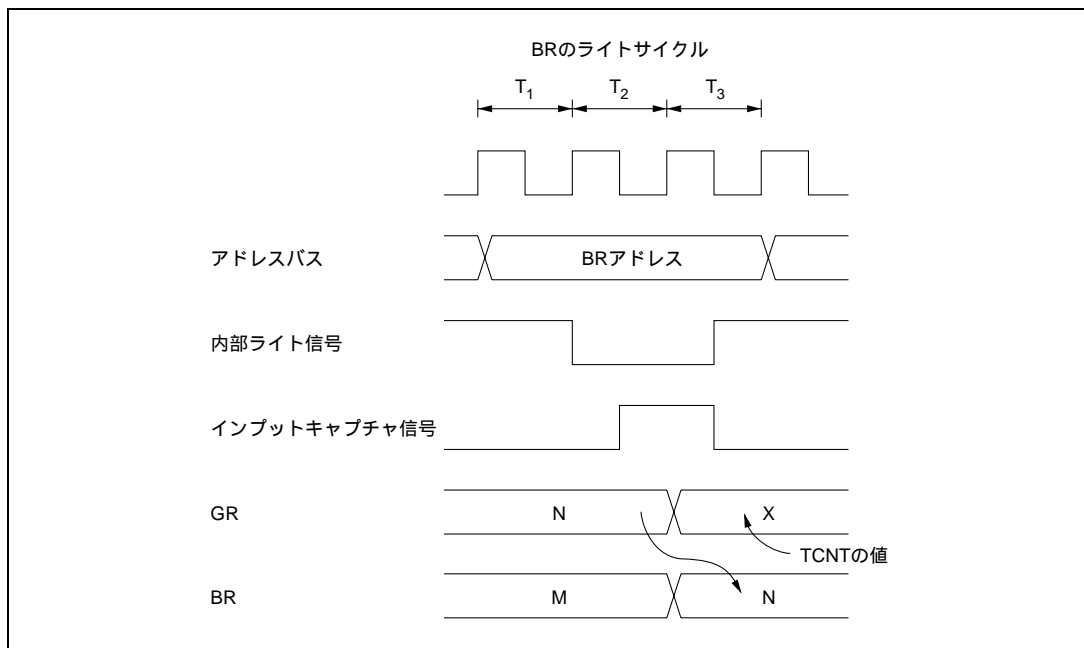 BRのライトサイクル
T1 T2 T3
アドレスバス BRアドレス
内部ライト信号
インプットキャプチャ信号
GR N X
TCNTの値
BR M N